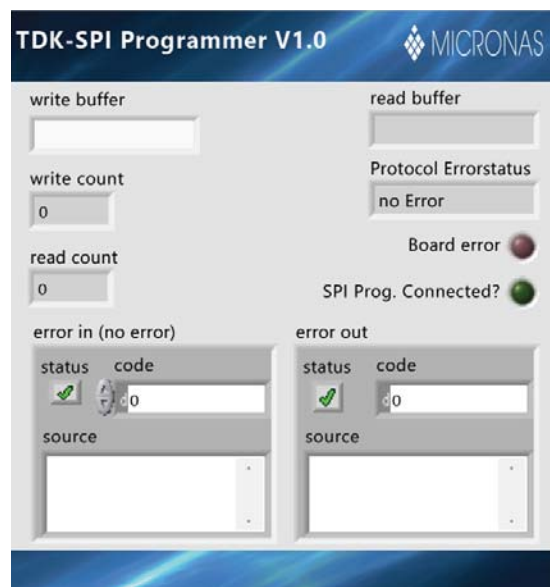 TDK-SPI Programmer V1.0 MICRONAS
write buffer read buffer
write count Protocol Errorstatus
0 no Error
Board error
read count
0 SPI Prog. Connected?
error in (no error) error out
status code status code
d 0 d 0
source source